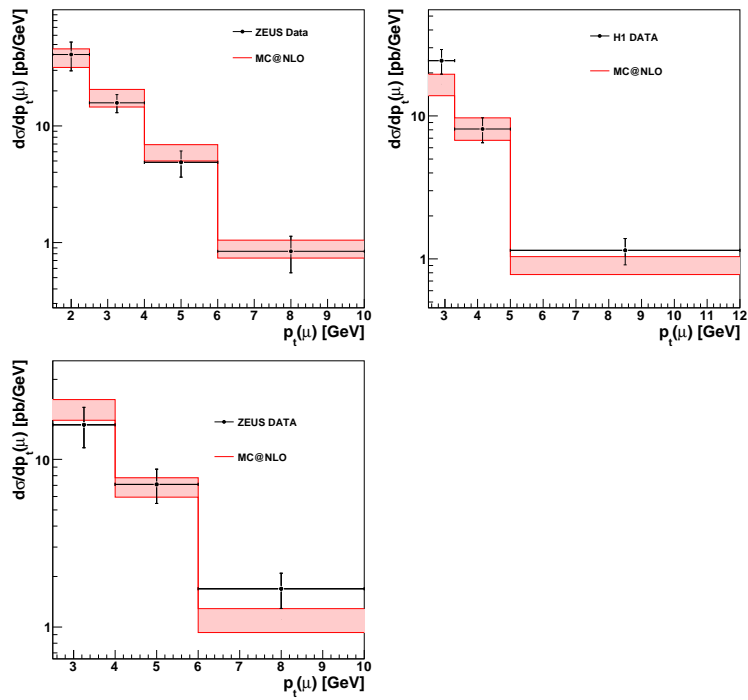 dσ/dp_t(μ) [pb/GeV]
10
1
ZEUS Data
MC@NLO
2 3 4 5 6 7 8 9 10
p_t(μ) [GeV]
dσ/dp_t(μ) [pb/GeV]
10
1
H1 DATA
MC@NLO
3 4 5 6 7 8 9 10 11 12
p_t(μ) [GeV]
dσ/dp_t(μ) [pb/GeV]
10
1
ZEUS DATA
MC@NLO
3 4 5 6 7 8 9 10
p_t(μ) [GeV]